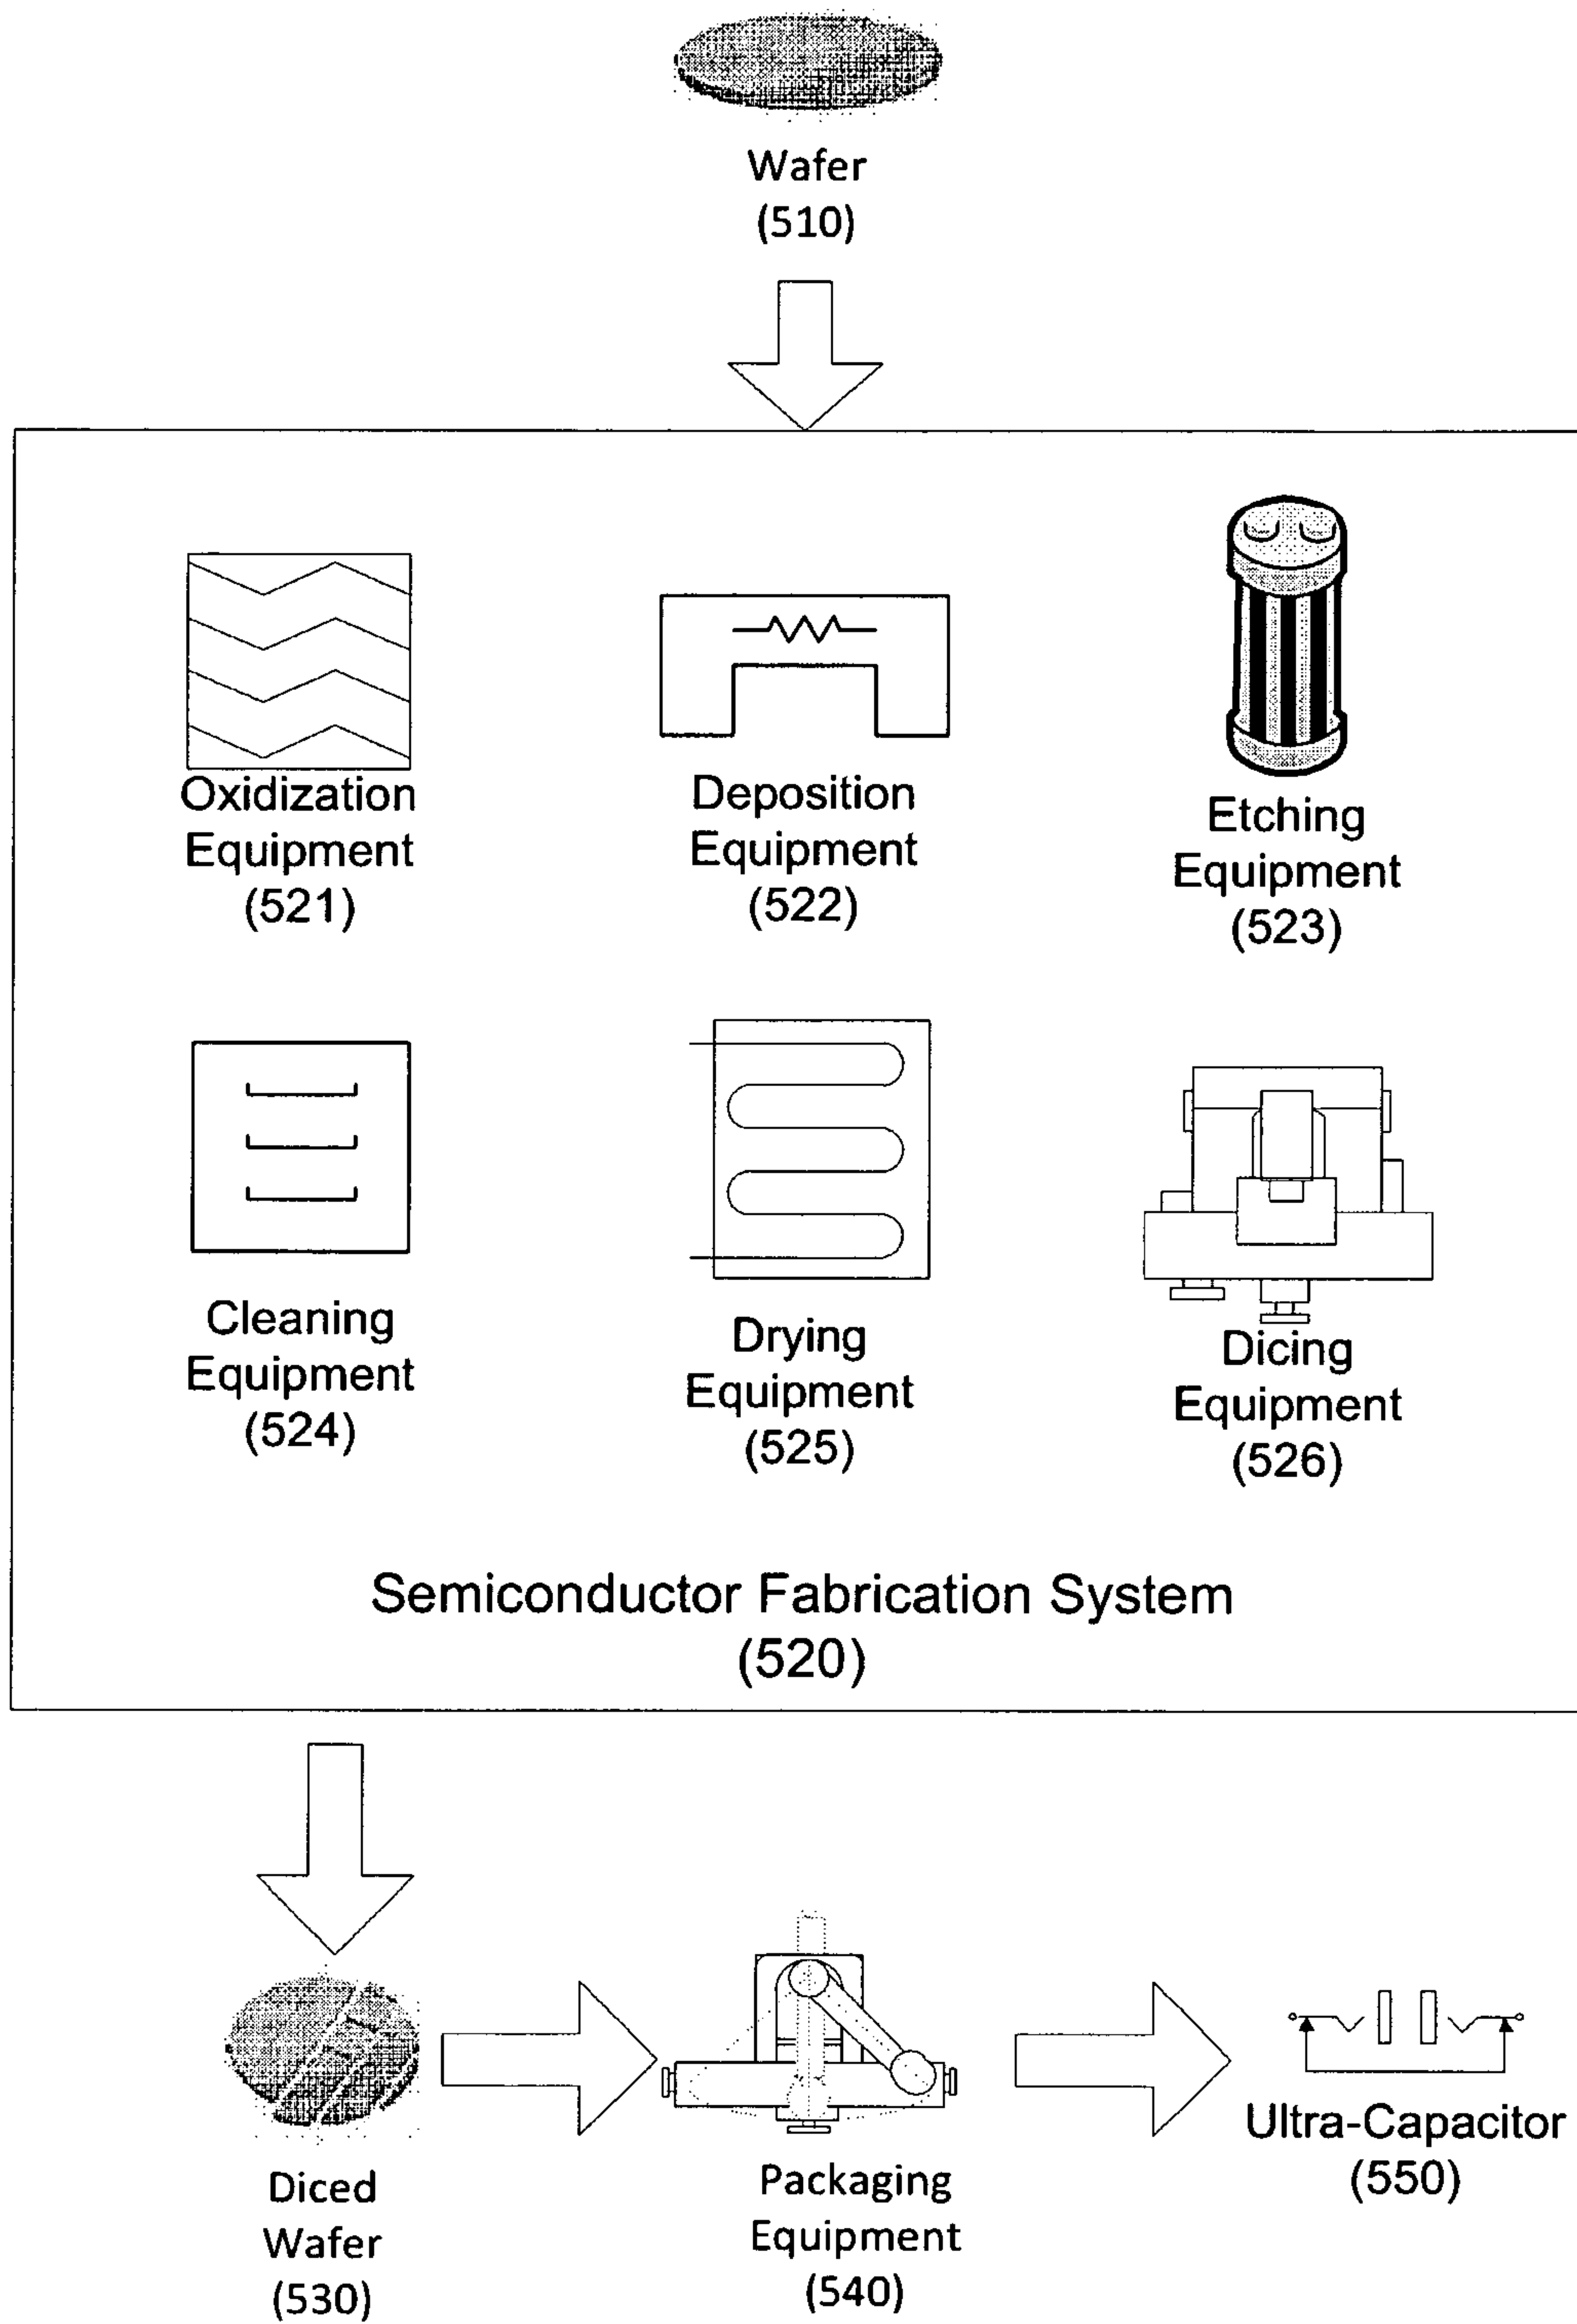 Wafer
(510)
Oxidization
Equipment
(521)
Deposition
Equipment
(522)
Etching
Equipment
(523)
Cleaning
Equipment
(524)
Drying
Equipment
(525)
Dicing
Equipment
(526)
Semiconductor Fabrication System
(520)
Diced
Wafer
(530)
Packaging
Equipment
(540)
Ultra-Capacitor
(550)